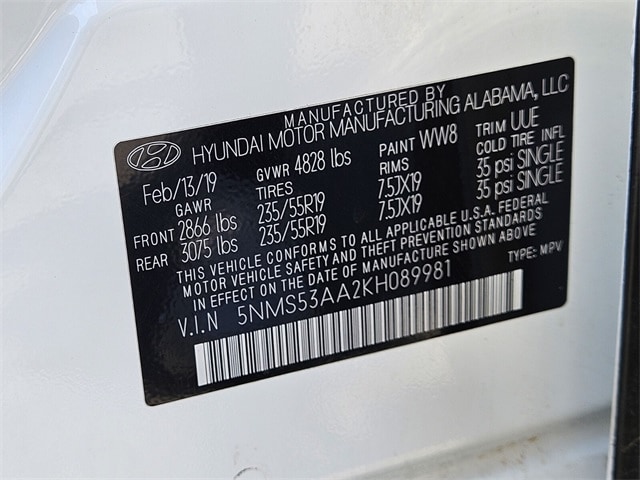 MANUFACTURED BY
HYUNDAI MOTOR MANUFACTURING ALABAMA, LLC
Feb/13/19 GVWR 4828 lbs PAINT WW8 TRIM UUE
GAWR TIRES RIMS COLD TIRE INFL
FRONT 2866 lbs 235/55R19 7.5JX19 35 psi SINGLE
REAR 3075 lbs 235/55R19 7.5JX19 35 psi SINGLE
THIS VEHICLE CONFORMS TO ALL APPLICABLE U.S.A. FEDERAL
MOTOR VEHICLE SAFETY AND THEFT PREVENTION STANDARDS
IN EFFECT ON THE DATE OF MANUFACTURE SHOWN ABOVE.
V.I.N 5NMS53AA2KH089981 TYPE: MPV